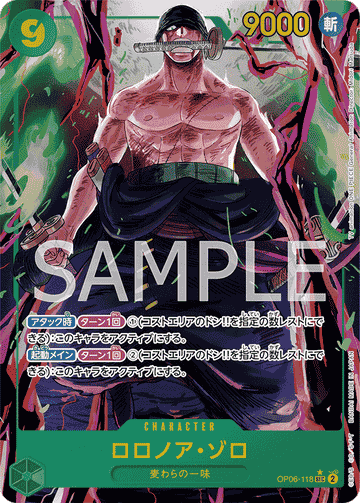 9
9000
斬
SAMPLE
アタック時 ターン1回 ①(コストエリアのドン!!を指定の数レストにで
きる):このキャラをアクティブにする。
起動メイン ターン1回 ②(コストエリアのドン!!を指定の数レストにで
きる):このキャラをアクティブにする。
CHARACTER
ロロノア・ゾロ
麦わらの一味
OP06-118 SEC 2